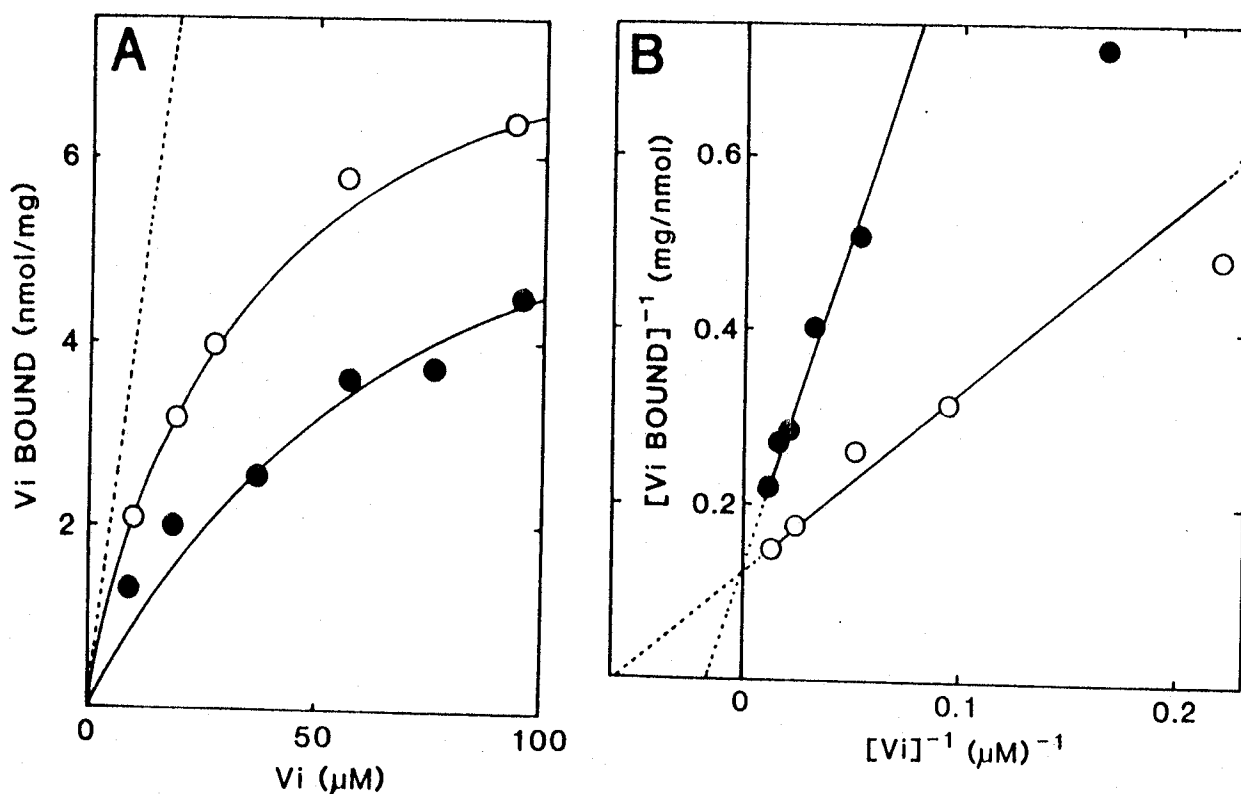 A
Vi BOUND (nmol/mg)
6
4
2
0
50
100
Vi (μM)
B
[Vi BOUND]⁻¹ (mg/nmol)
0.6
0.4
0.2
0
0.1
0.2
[Vi]⁻¹ (μM)⁻¹